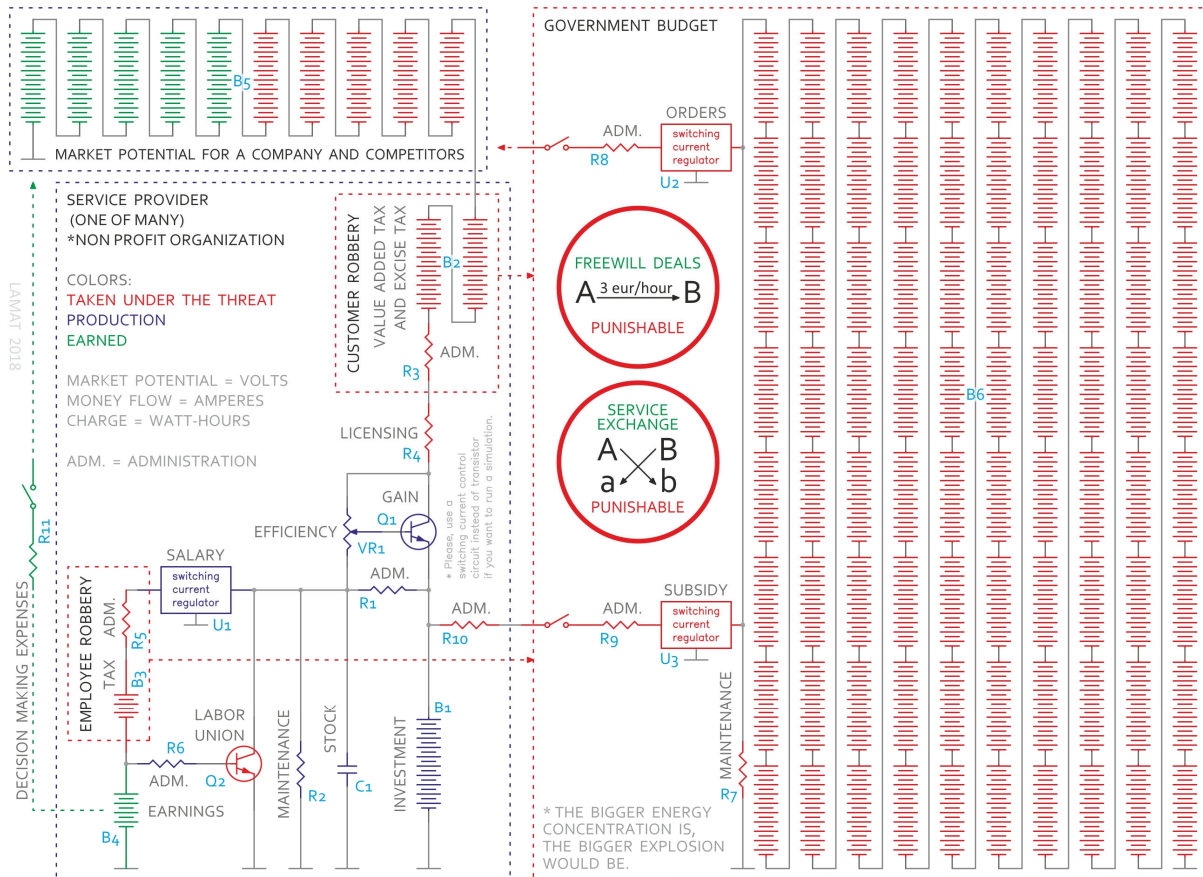 B5
MARKET POTENTIAL FOR A COMPANY AND COMPETITORS
SERVICE PROVIDER
(ONE OF MANY)
*NON PROFIT ORGANIZATION
COLORS:
TAKEN UNDER THE THREAT
PRODUCTION
EARNED
MARKET POTENTIAL = VOLTS
MONEY FLOW = AMPERES
CHARGE = WATT-HOURS
ADM. = ADMINISTRATION
LAMAT 2018
CUSTOMER ROBBERY
VALUE ADDED TAX
AND EXCISE TAX
B2
ADM.
R3
LICENSING
R4
* Please, use a
switchng current control
circuit instead of transistor
if you want to run a simulation.
GAIN
Q1
EFFICIENCY
VR1
ADM.
R1
SALARY
switching
current
regulator
U1
R11
DECISION MAKING EXPENSES
EMPLOYEE ROBBERY
ADM.
R5
TAX
B3
LABOR
UNION
R6
ADM.
Q2
EARNINGS
B4
MAINTENANCE
R2
STOCK
C1
INVESTMENT
B1
ADM.
R10
GOVERNMENT BUDGET
ORDERS
ADM.
R8
switching
current
regulator
U2
FREEWILL DEALS
A 3 eur/hour B
PUNISHABLE
SERVICE
EXCHANGE
A B
a b
PUNISHABLE
SUBSIDY
ADM.
R9
switching
current
regulator
U3
MAINTENANCE
R7
B6
* THE BIGGER ENERGY
CONCENTRATION IS,
THE BIGGER EXPLOSION
WOULD BE.